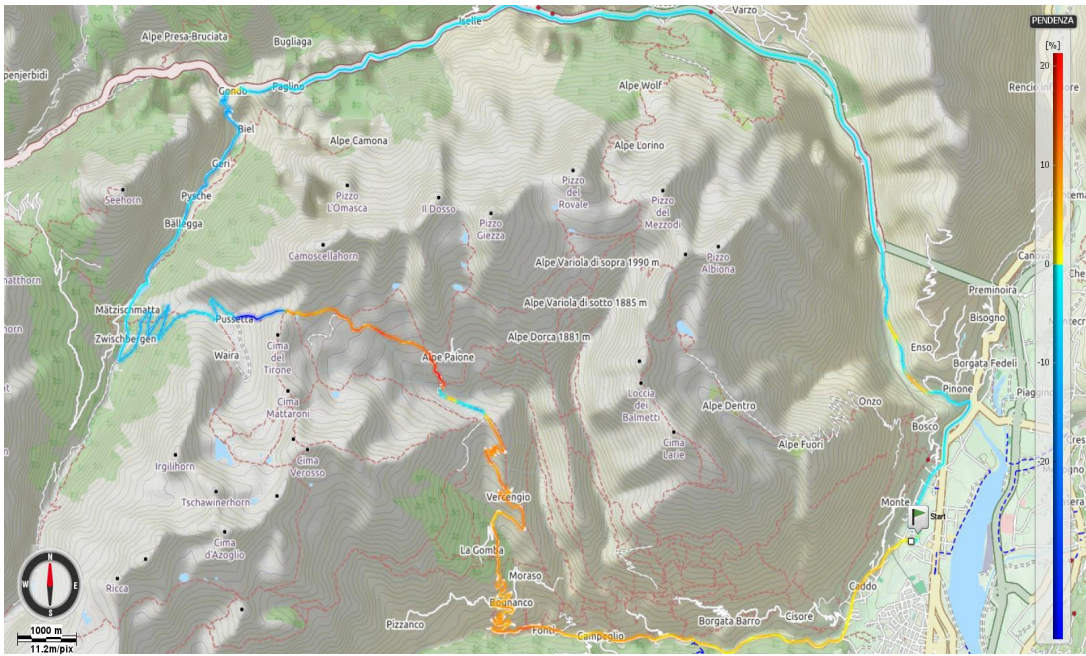 Iselle
Varzo
PENDENZA
Alpe Presa-Bruciata
Bugliaga
[%]
20
penjerbidi
Gondo
Paglino
Alpe Wolf
Biel
Alpe Camona
Alpe Lorino
10
Geri
Seehorn
Pysche
Pizzo
L'Omasca
Il Dosso
Pizzo
del
Rovale
Pizzo
del
Mezzodì
Bällegga
Pizzo
Giezza
Camoscellahorn
Alpe Variola di sopra 1990 m
Pizzo
Albiona
0
Preminoira
Mätzischmatta
Pussetta
Alpe Variola di sotto 1885 m
Bisogno
Zwischbergen
Waira
Cima
del
Tirone
Alpe Dorca 1881 m
Alpe Paione
Enso
Borgata Fedeli
-10
Pinone
Cima
Mattaroni
Loccia
dei
Balmetti
Alpe Dentro
Onzo
Bosco
Cima
Larie
Alpe Fuori
Irgilihorn
Cima
Verosso
-20
Tschawinerhorn
Vercengio
Monte
Start
Cima
d'Azoglio
La Gomba
N
W
E
S
Ricca
Moraso
Caddo
Bognanco
Pizzanco
Borgata Barro
Cisore
Fonti
Campaglio
1000 m
11.2m/pix